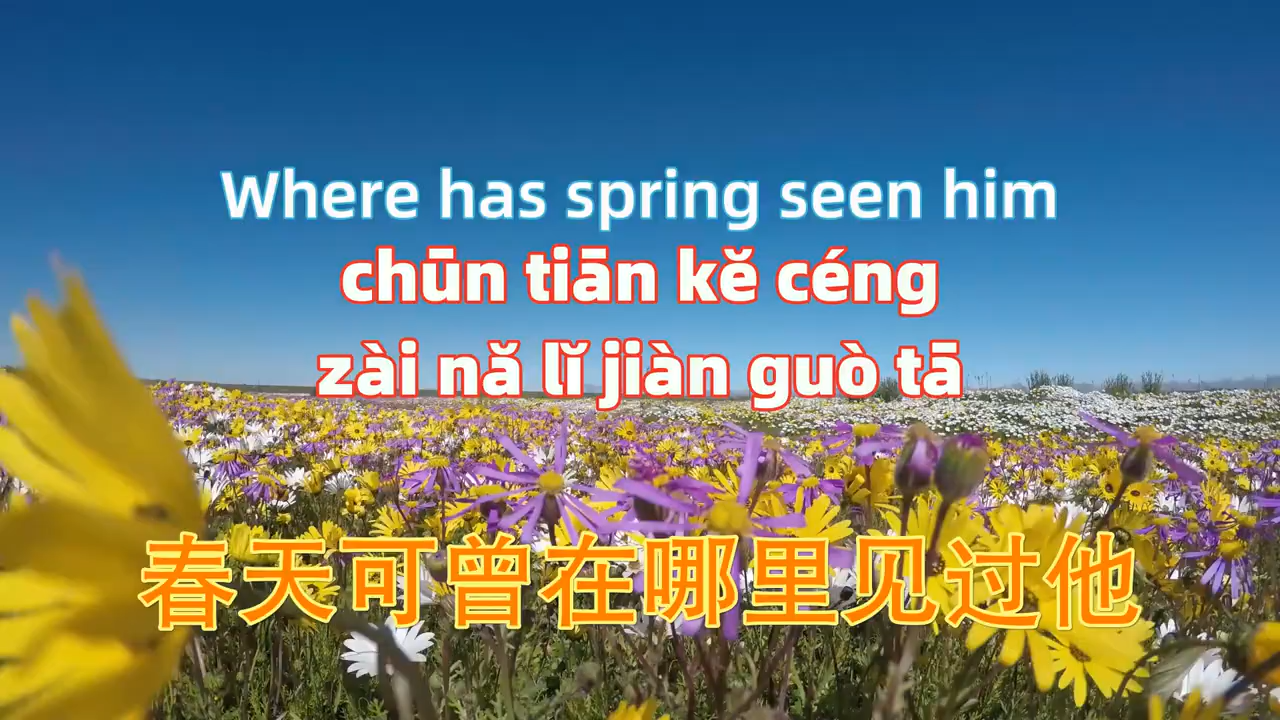 Where has spring seen him
chūn tiān kě céng
zài nǎ lǐ jiàn guò tā
春天可曾在哪里见过他